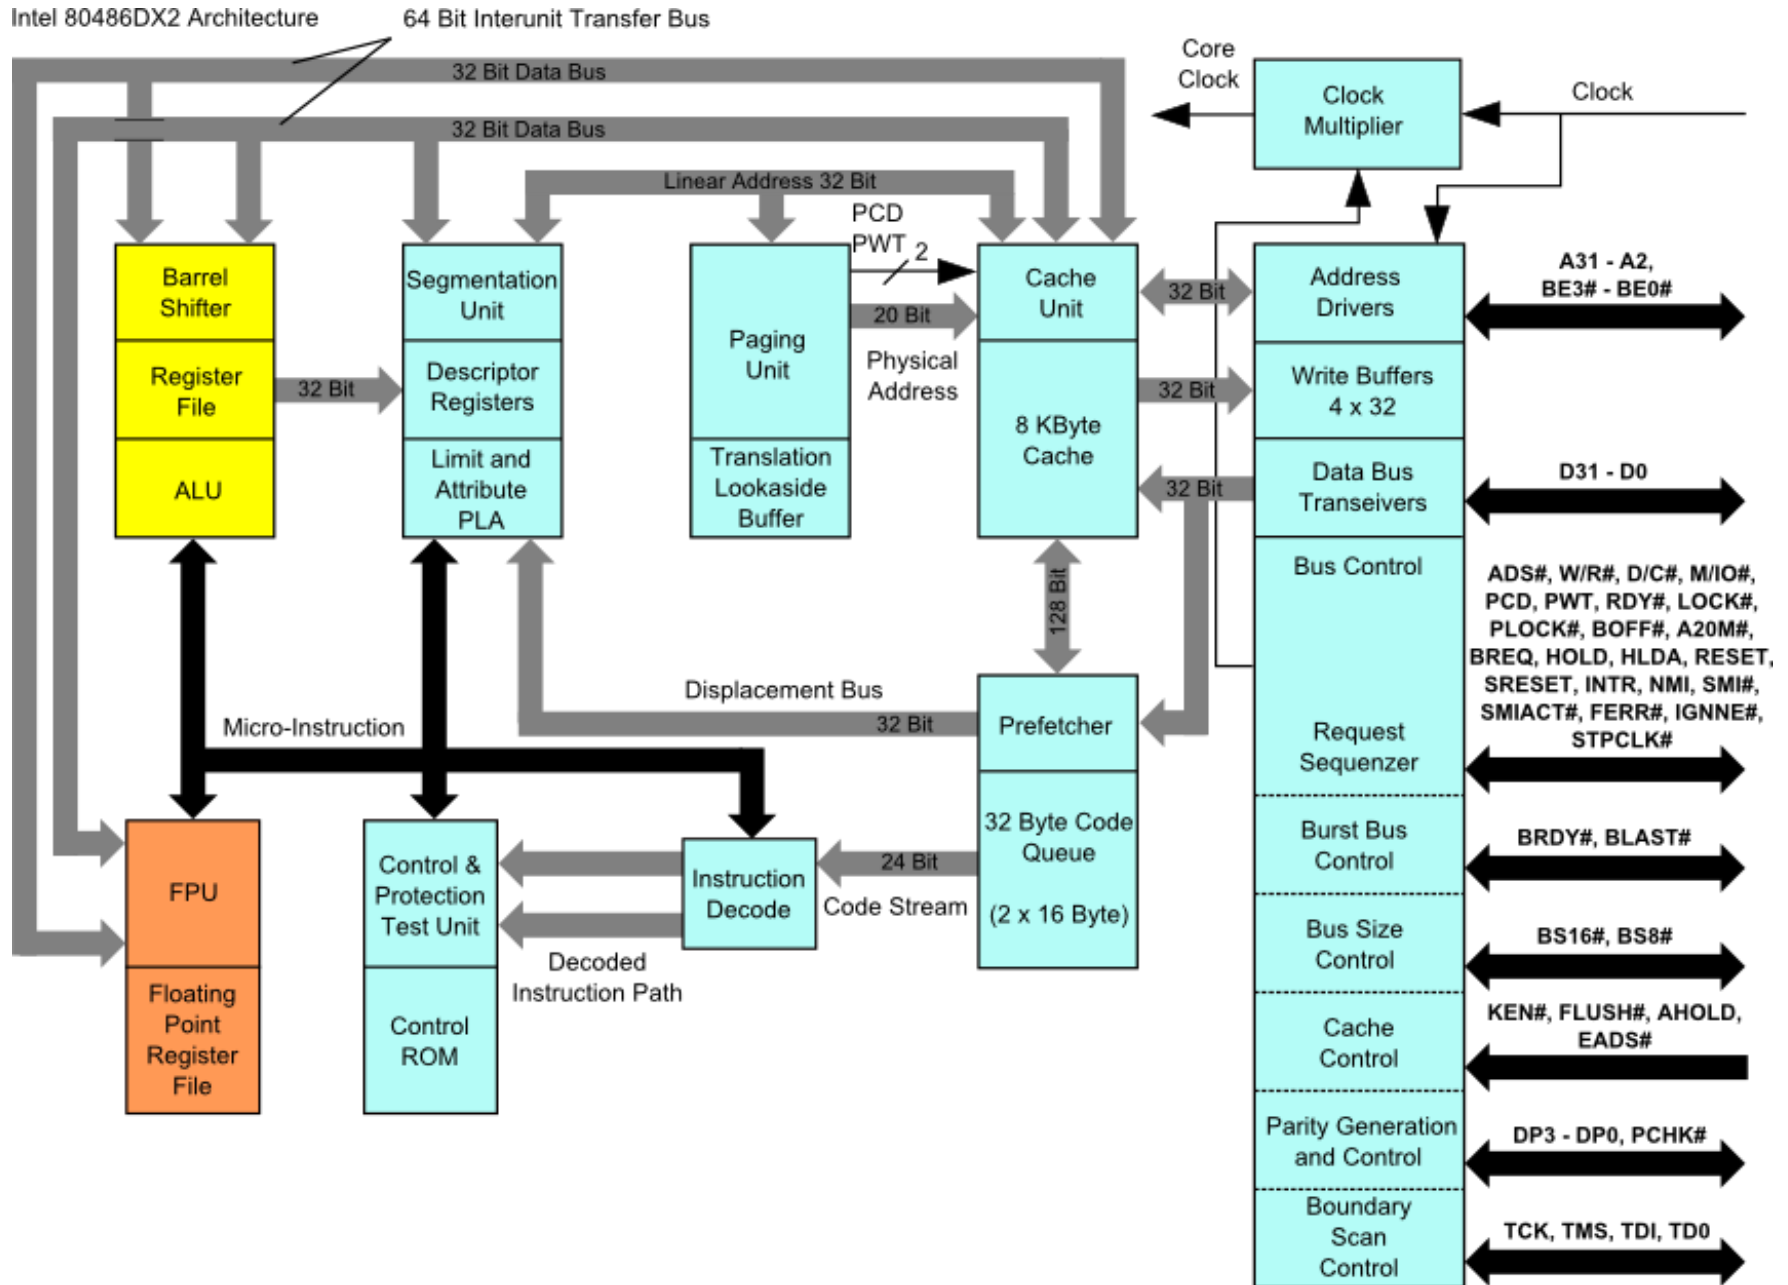 Intel 80486DX2 Architecture
64 Bit Interunit Transfer Bus
32 Bit Data Bus
32 Bit Data Bus
Linear Address 32 Bit
Core
Clock
Clock
Multiplier
Clock
PCD
PWT
2
Barrel
Shifter
Register
File
ALU
32 Bit
Segmentation
Unit
Descriptor
Registers
Limit and
Attribute
PLA
Paging
Unit
Translation
Lookaside
Buffer
20 Bit
Physical
Address
Cache
Unit
8 KByte
Cache
32 Bit
32 Bit
32 Bit
128 Bit
Address
Drivers
Write Buffers
4 x 32
Data Bus
Transeivers
Bus Control
Request
Sequenzer
Burst Bus
Control
Bus Size
Control
Cache
Control
Parity Generation
and Control
Boundary
Scan
Control
A31 - A2,
BE3# - BE0#
D31 - D0
ADS#, W/R#, D/C#, M/IO#,
PCD, PWT, RDY#, LOCK#,
PLOCK#, BOFF#, A20M#,
BREQ, HOLD, HLDA, RESET,
SRESET, INTR, NMI, SMI#,
SMIACT#, FERR#, IGNNE#,
STPCLK#
BRDY#, BLAST#
BS16#, BS8#
KEN#, FLUSH#, AHOLD,
EADS#
DP3 - DP0, PCHK#
TCK, TMS, TDI, TD0
Displacement Bus
32 Bit
Micro-Instruction
Prefetcher
32 Byte Code
Queue
(2 x 16 Byte)
24 Bit
Code Stream
Instruction
Decode
Decoded
Instruction Path
Control &
Protection
Test Unit
Control
ROM
FPU
Floating
Point
Register
File